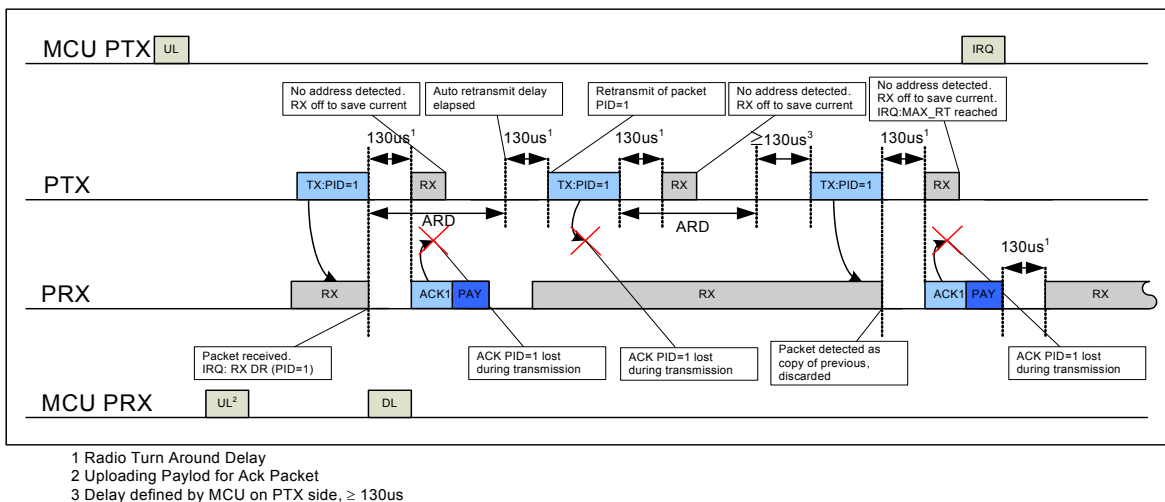 MCU PTX
UL
IRQ
No address detected.
RX off to save current
Auto retransmit delay
elapsed
Retransmit of packet
PID=1
No address detected.
RX off to save current
No address detected.
RX off to save current.
IRQ:MAX_RT reached
130us¹
130us¹
130us¹
≥130us³
130us¹
PTX
TX:PID=1
RX
TX:PID=1
RX
TX:PID=1
RX
ARD
ARD
130us¹
PRX
RX
ACK1
PAY
RX
ACK1
PAY
RX
Packet received.
IRQ: RX DR (PID=1)
ACK PID=1 lost
during transmission
ACK PID=1 lost
during transmission
Packet detected as
copy of previous,
discarded
ACK PID=1 lost
during transmission
MCU PRX
UL²
DL
1 Radio Turn Around Delay
2 Uploading Paylod for Ack Packet
3 Delay defined by MCU on PTX side, ≥ 130us